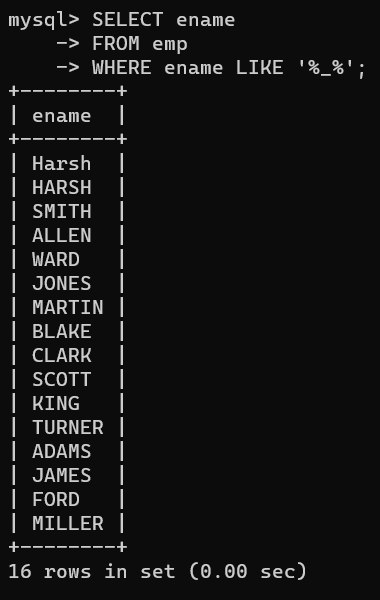 mysql> SELECT ename
    -> FROM emp
    -> WHERE ename LIKE '%_%';
+--------+
| ename  |
+--------+
| Harsh  |
| HARSH  |
| SMITH  |
| ALLEN  |
| WARD   |
| JONES  |
| MARTIN |
| BLAKE  |
| CLARK  |
| SCOTT  |
| KING   |
| TURNER |
| ADAMS  |
| JAMES  |
| FORD   |
| MILLER |
+--------+
16 rows in set (0.00 sec)